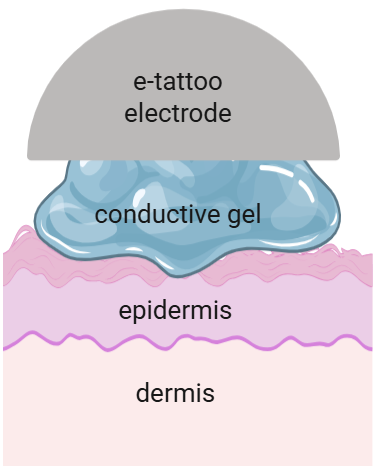 e-tattoo
electrode
conductive gel
epidermis
dermis